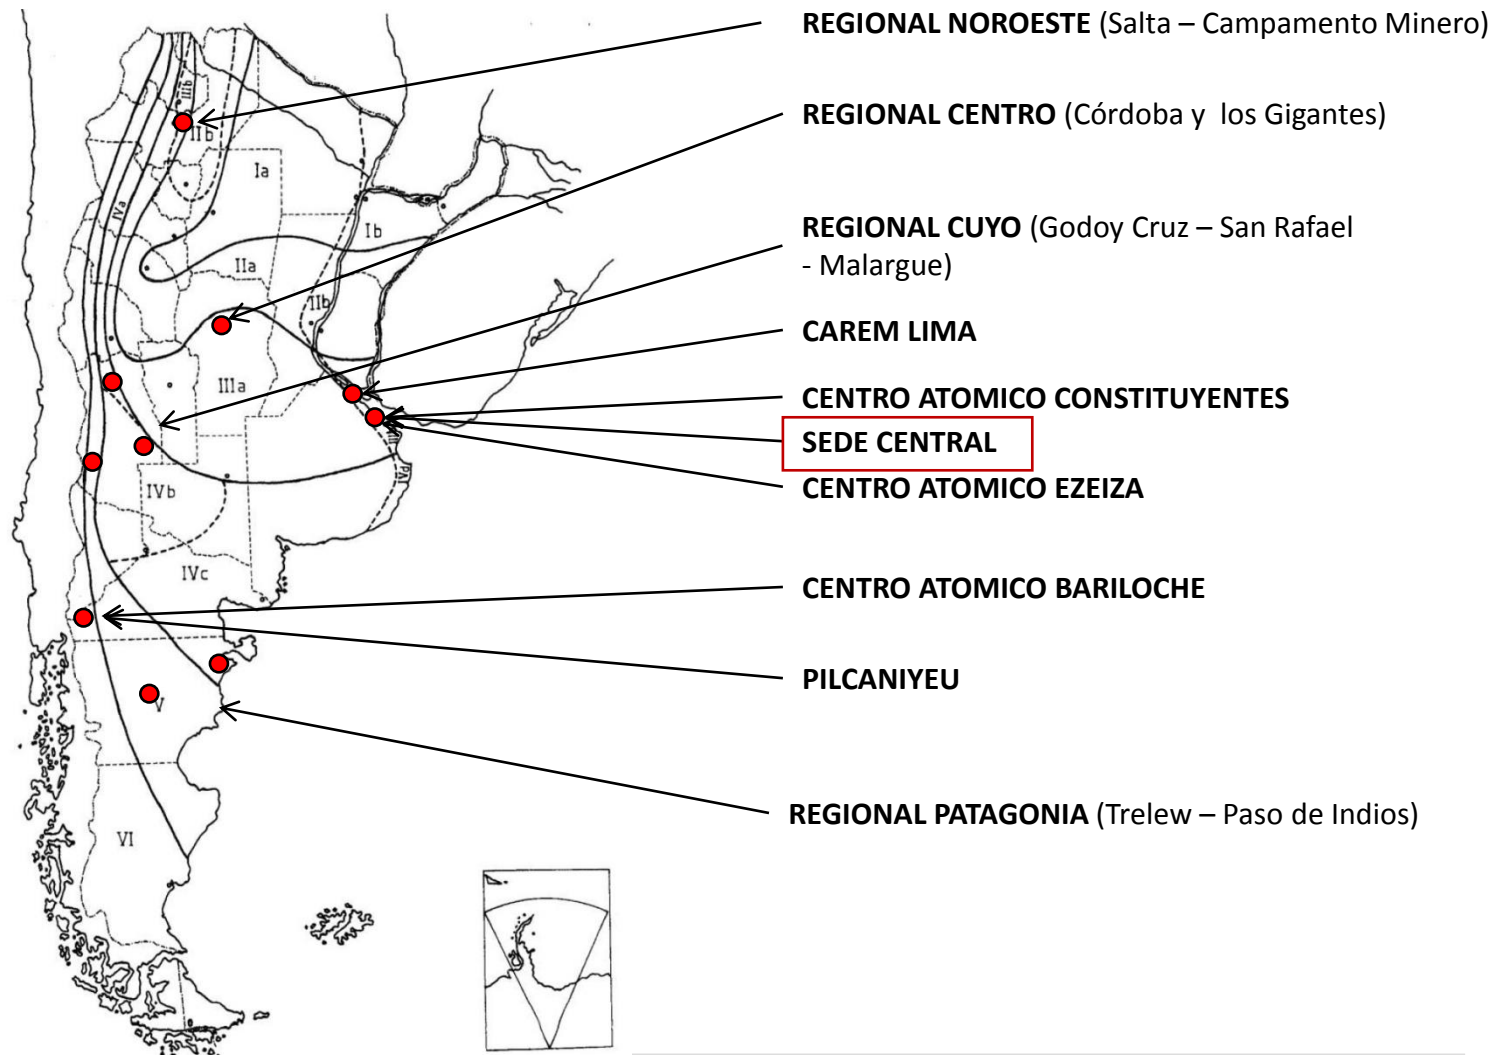 REGIONAL NOROESTE (Salta – Campamento Minero)
REGIONAL CENTRO (Córdoba y los Gigantes)
REGIONAL CUYO (Godoy Cruz – San Rafael
- Malargue)
CAREM LIMA
CENTRO ATOMICO CONSTITUYENTES
SEDE CENTRAL
CENTRO ATOMICO EZEIZA
CENTRO ATOMICO BARILOCHE
PILCANIYEU
REGIONAL PATAGONIA (Trelew – Paso de Indios)
IIIb
IIb
Ia
IVa
Ib
IIa
IIb
IIIa
IVb
IVd
IVc
V
VI